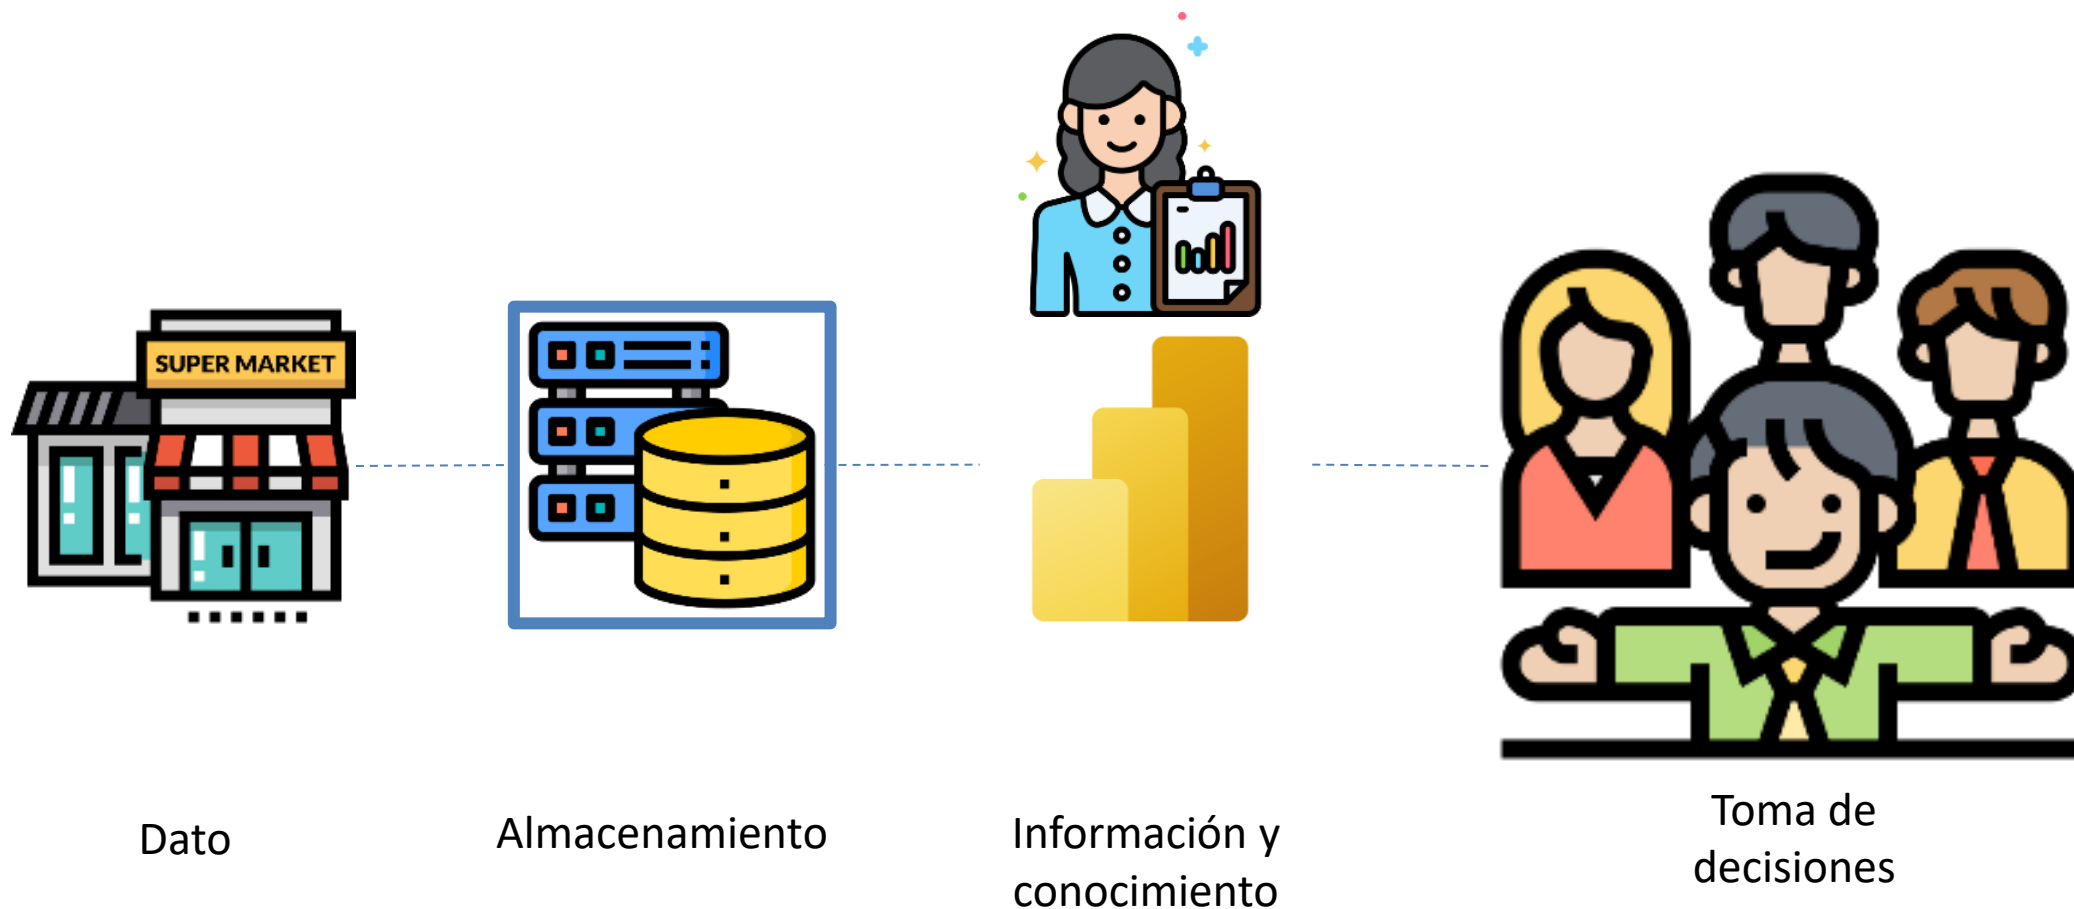 SUPER MARKET
Dato
Almacenamiento
Información y
conocimiento
Toma de
decisiones